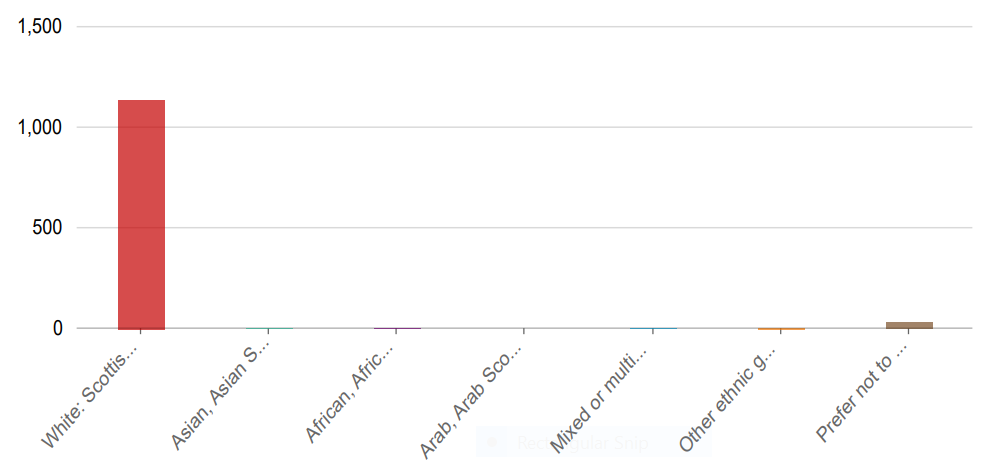 1,500
1,000
500
0
White: Scottis...
Asian, Asian S...
African, Afric...
Arab, Arab Sco...
Mixed or multi...
Other ethnic g...
Prefer not to ...
Rectangular Snip